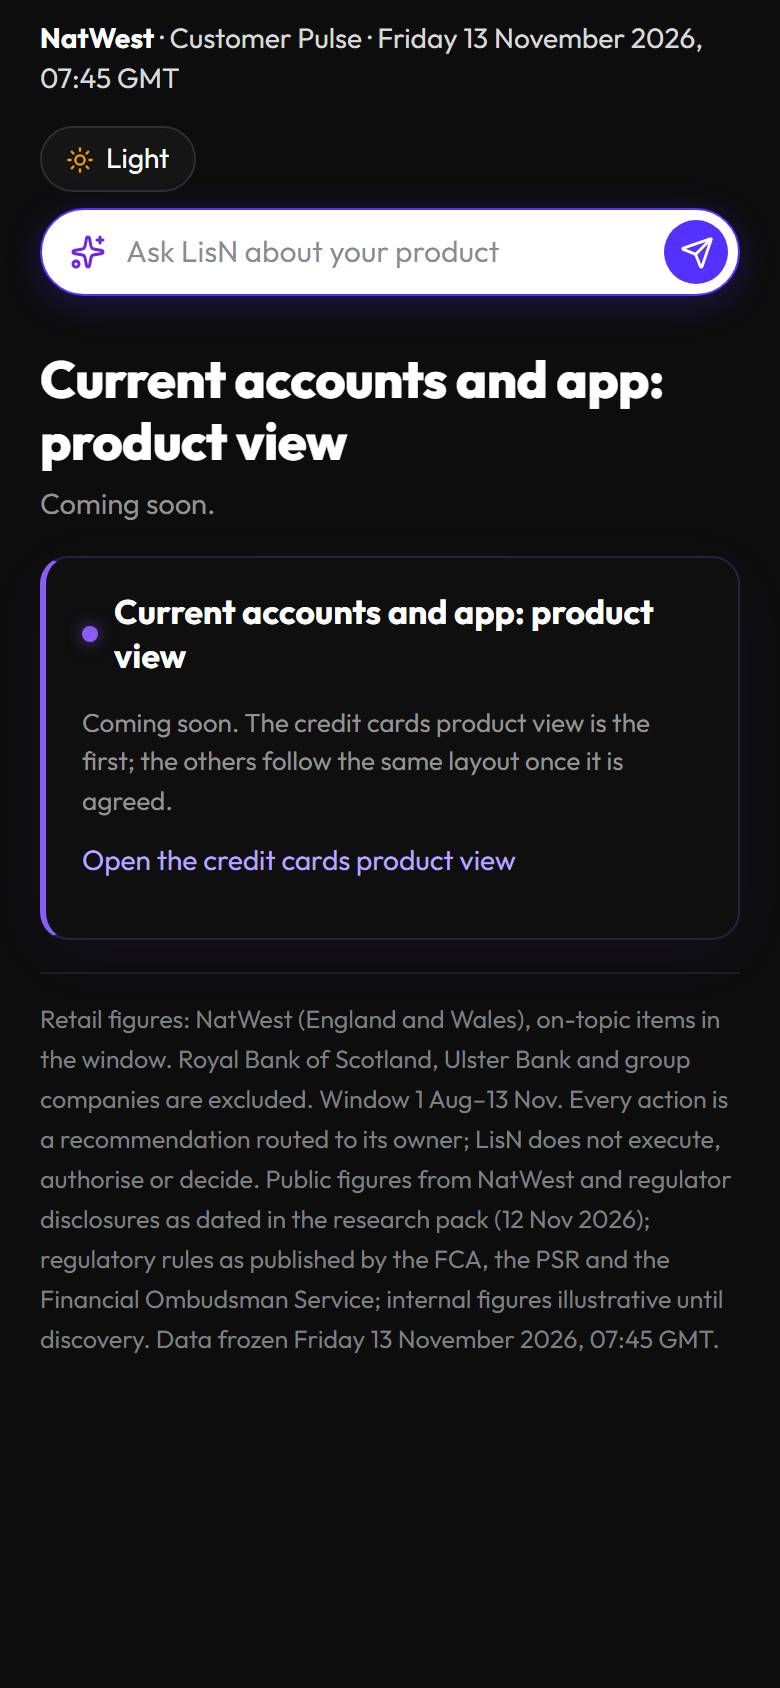 NatWest · Customer Pulse · Friday 13 November 2026,
07:45 GMT
Light
Ask LisN about your product
Current accounts and app:
product view
Coming soon.
Current accounts and app: product
view
Coming soon. The credit cards product view is the
first; the others follow the same layout once it is
agreed.
Open the credit cards product view
Retail figures: NatWest (England and Wales), on-topic items in
the window. Royal Bank of Scotland, Ulster Bank and group
companies are excluded. Window 1 Aug–13 Nov. Every action is
a recommendation routed to its owner; LisN does not execute,
authorise or decide. Public figures from NatWest and regulator
disclosures as dated in the research pack (12 Nov 2026);
regulatory rules as published by the FCA, the PSR and the
Financial Ombudsman Service; internal figures illustrative until
discovery. Data frozen Friday 13 November 2026, 07:45 GMT.